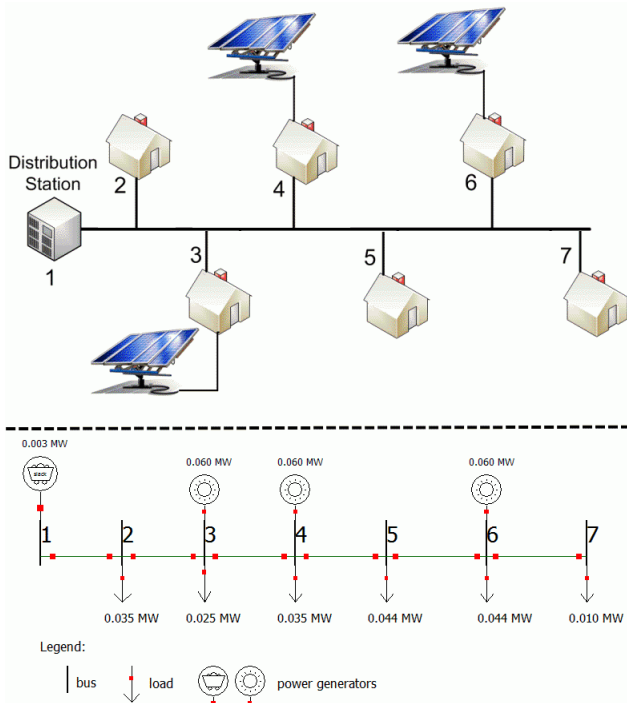 4
6
2
Distribution
Station
1
3
5
7
0.003 MW
0.060 MW
0.060 MW
0.060 MW
slack
1
2
3
4
5
6
7
0.035 MW
0.025 MW
0.035 MW
0.044 MW
0.044 MW
0.010 MW
Legend:
bus
load
power generators